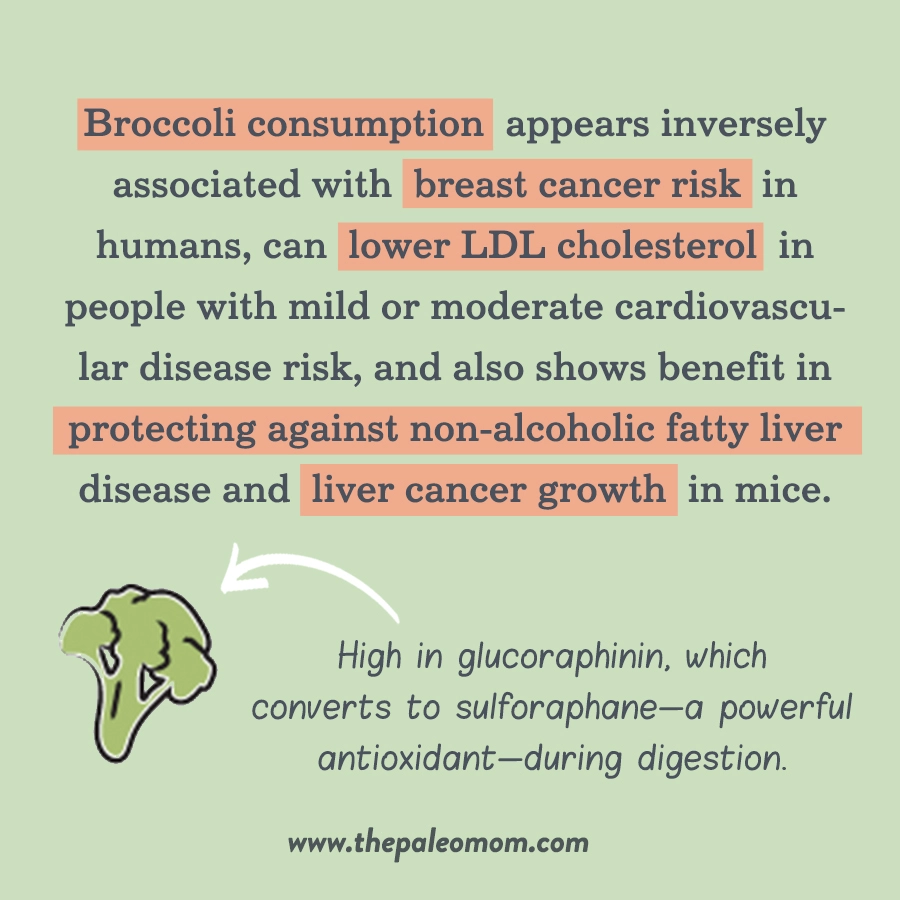 Broccoli consumption appears inversely
associated with breast cancer risk in
humans, can lower LDL cholesterol in
people with mild or moderate cardiovascu-
lar disease risk, and also shows benefit in
protecting against non-alcoholic fatty liver
disease and liver cancer growth in mice.
High in glucoraphinin, which
converts to sulforaphane—a powerful
antioxidant—during digestion.
www.thepaleomom.com